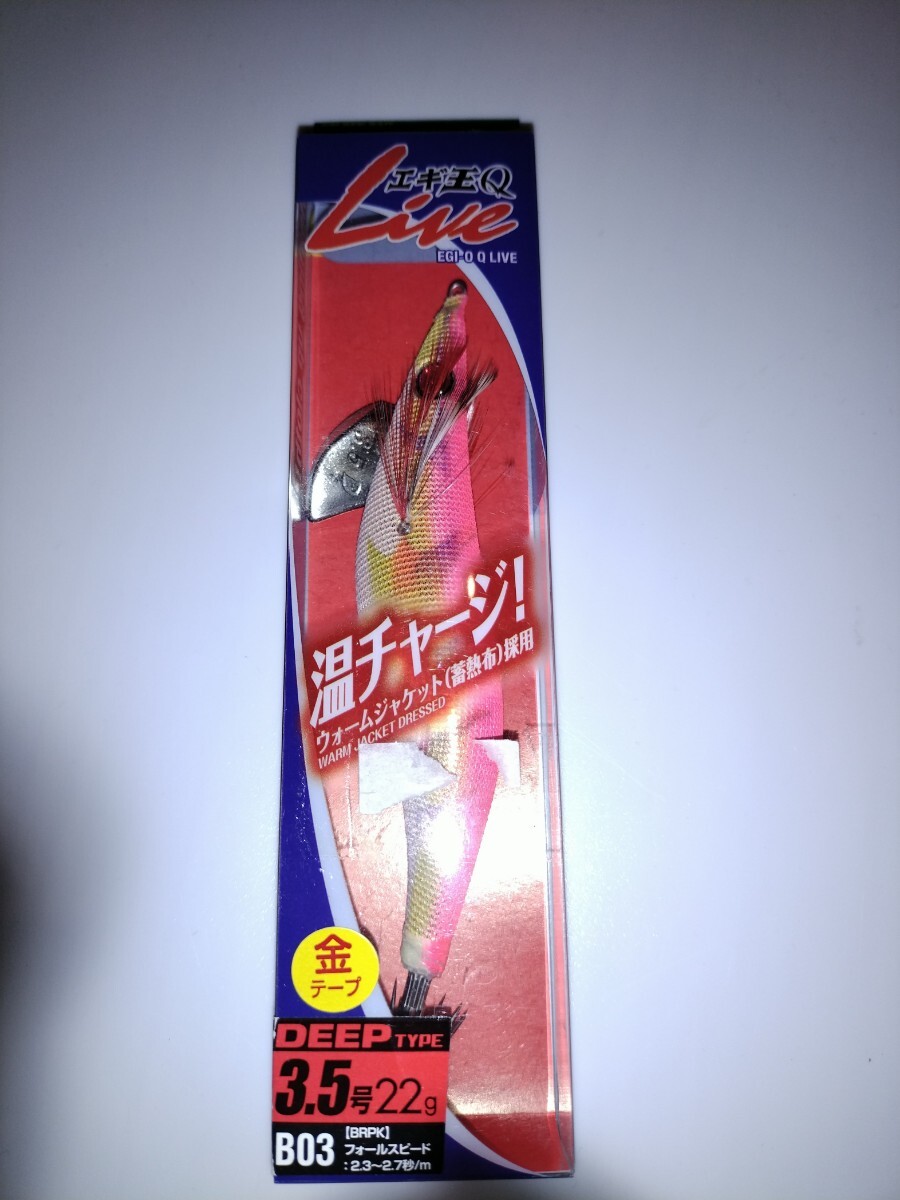 エギ王Q
Live
EGI-O Q LIVE
温チャージ!
ウォームジャケット(蓄熱布)採用
WARM JACKET DRESSED
金
テープ
DEEP TYPE
3.5号22g
B03
【BRPK】
フォールスピード
:2.3~2.7秒/m